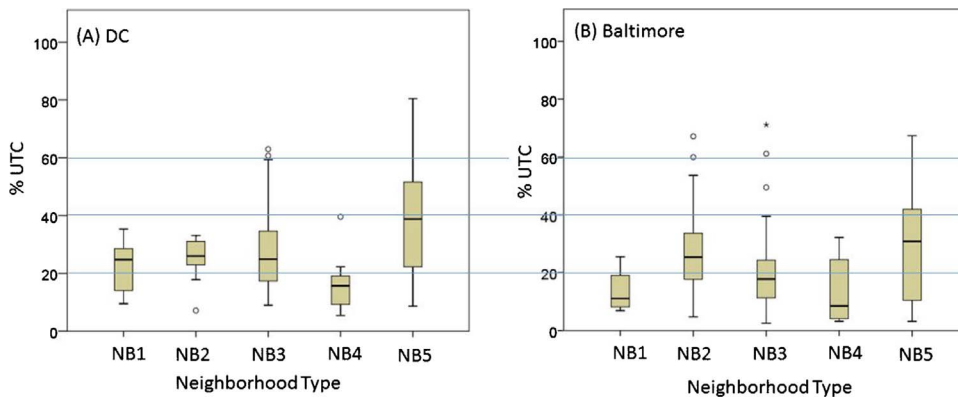 (A) DC
% UTC
100
80
60
40
20
0
NB1 NB2 NB3 NB4 NB5
Neighborhood Type
(B) Baltimore
% UTC
100
80
60
40
20
0
NB1 NB2 NB3 NB4 NB5
Neighborhood Type